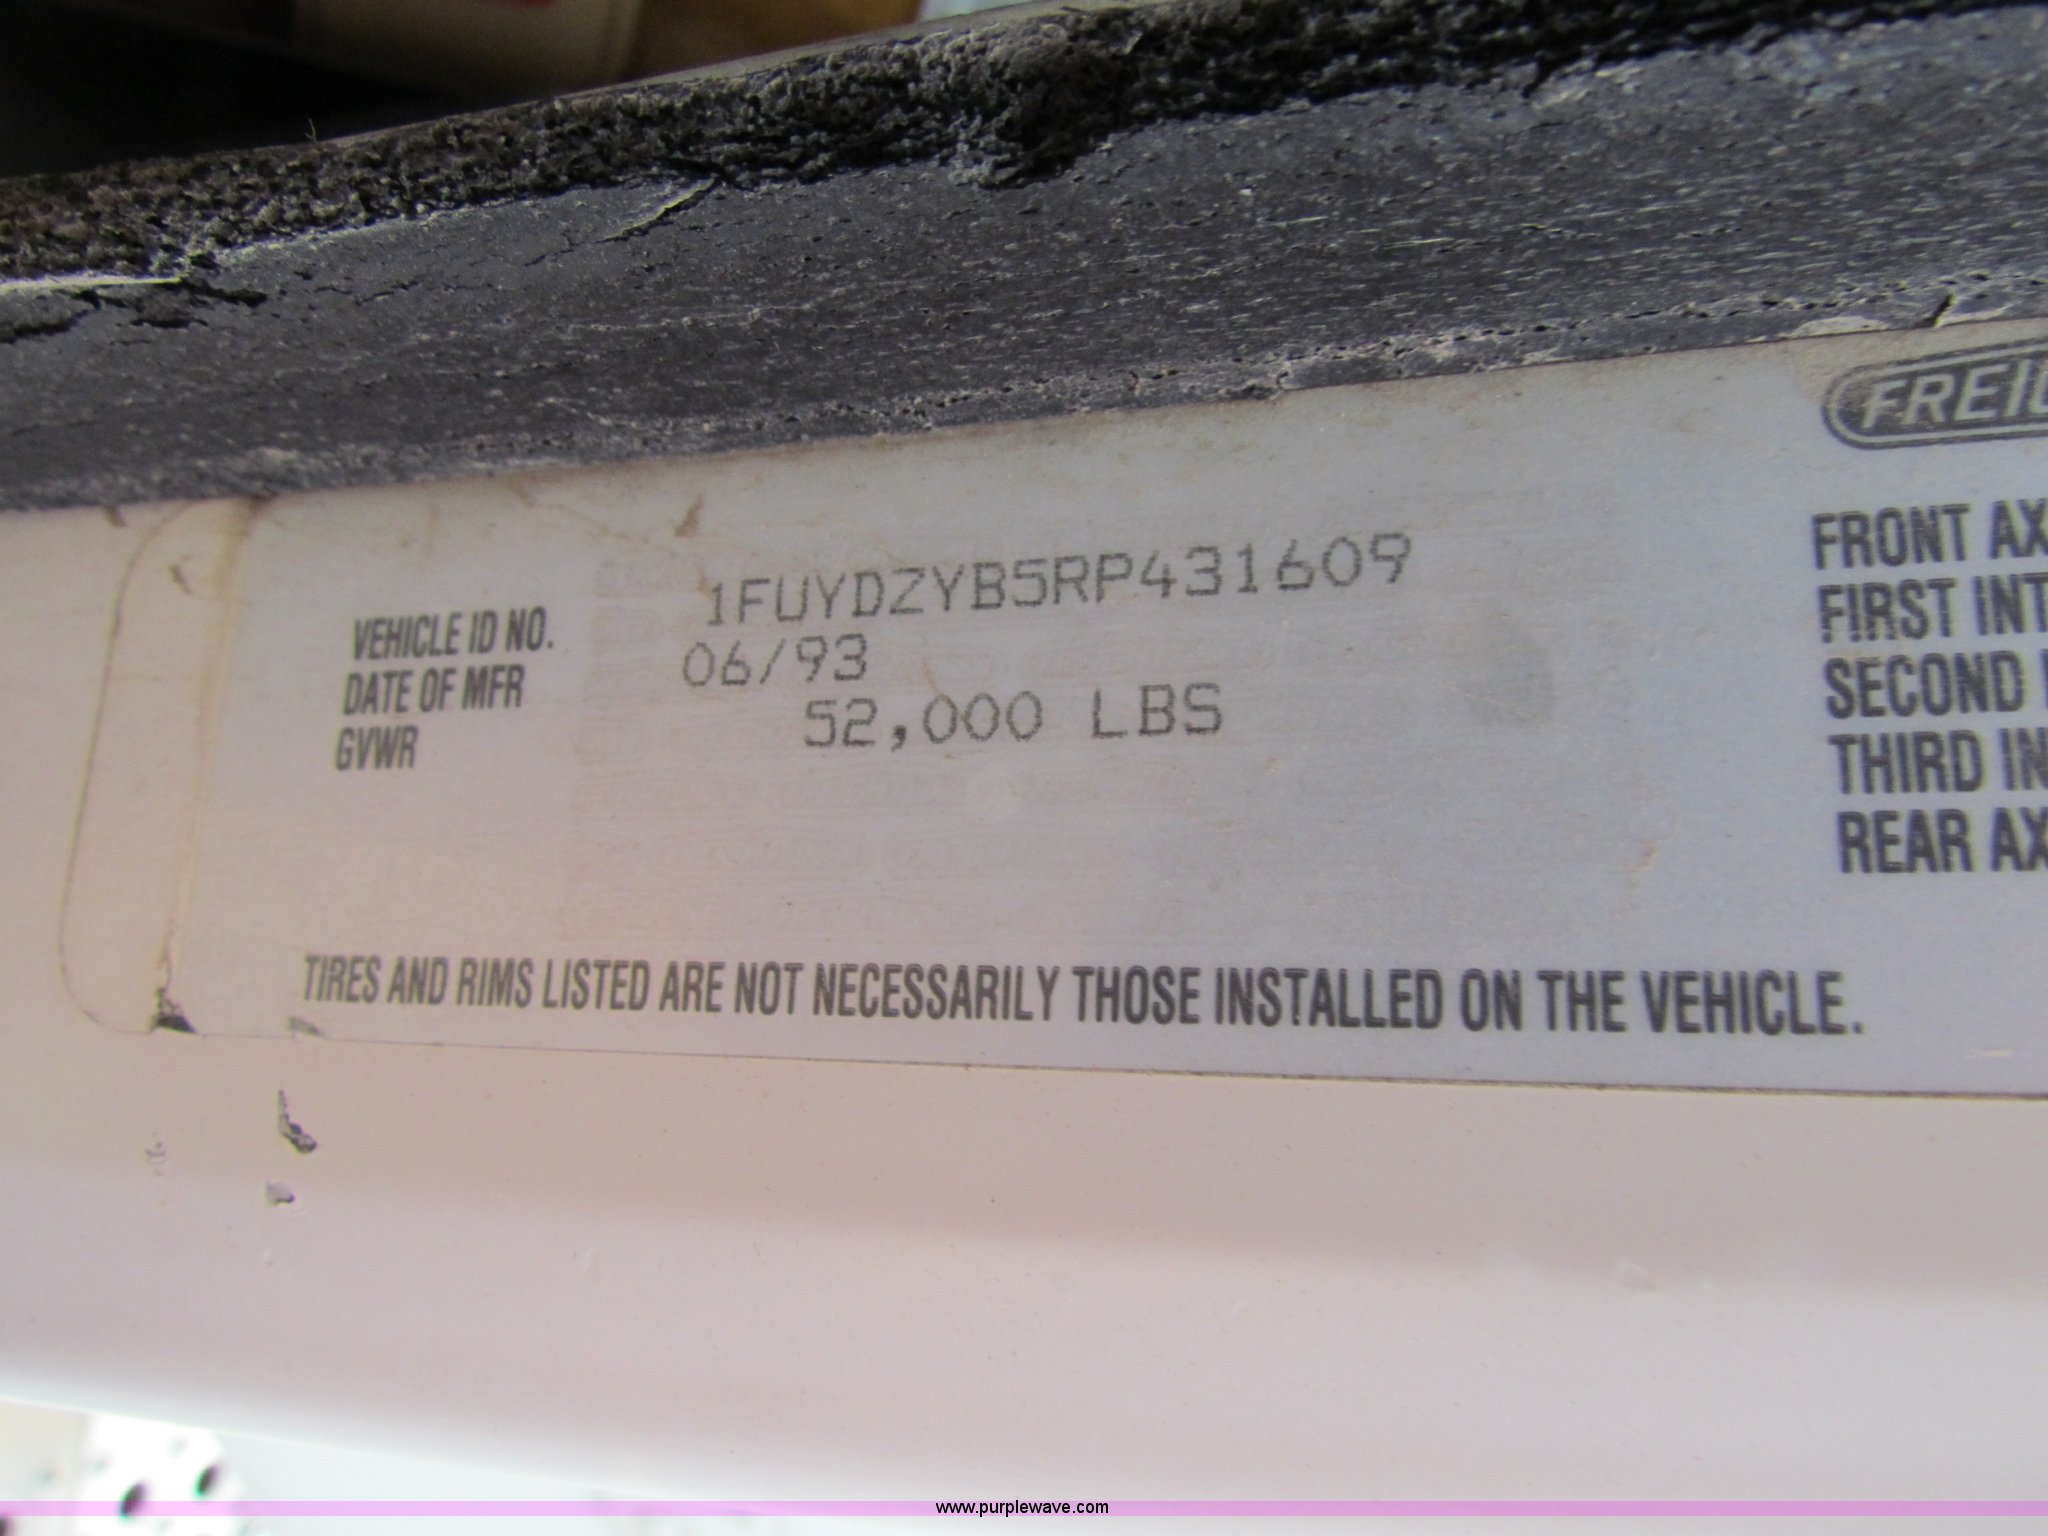 FREIG
VEHICLE ID NO. 1FUYDZYB5RP431609
DATE OF MFR 06/93
GVWR 52,000 LBS
FRONT AX
FIRST INT
SECOND
THIRD IN
REAR AX
TIRES AND RIMS LISTED ARE NOT NECESSARILY THOSE INSTALLED ON THE VEHICLE.
www.purplewave.com